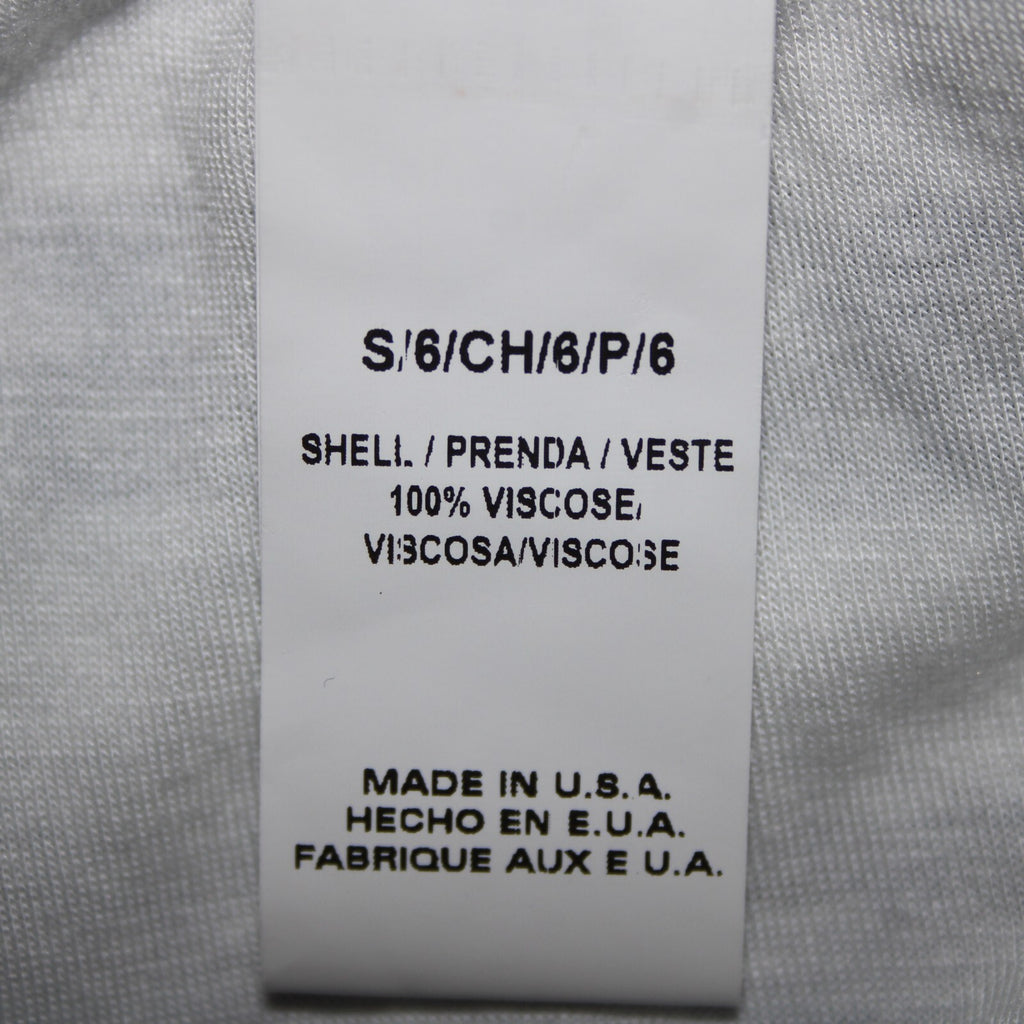 S/6/CH/6/P/6
SHELL / PRENDA / VESTE
100% VISCOSE/
VISCOSA/VISCOSE
MADE IN U.S.A.
HECHO EN E.U.A.
FABRIQUE AUX E U.A.